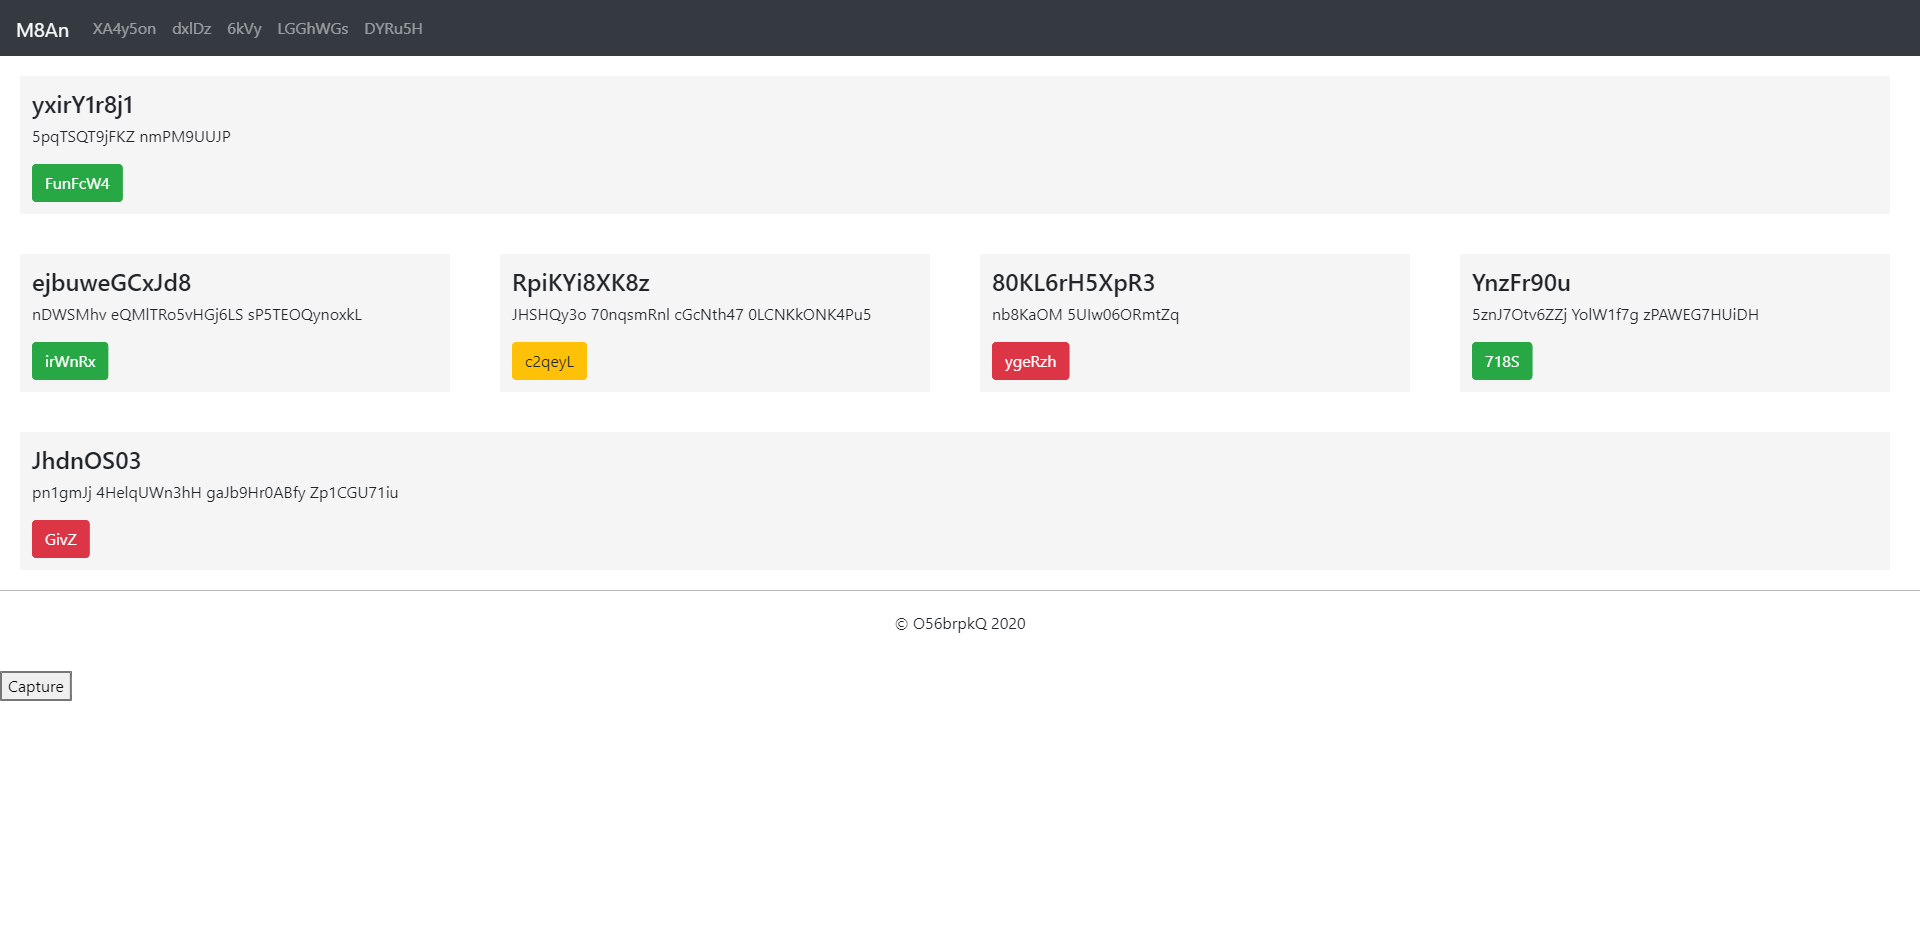 M8An XA4y5on dxlDz 6kVy LGGhWGs DYRu5H
yxirY1r8j1
5pqTSQT9jFKZ nmPM9UUJP
FunFcW4
ejbuweGCxJd8
nDWSMhv eQMlTRo5vHGj6LS sP5TEOQynoxkL
irWnRx
RpiKYi8XK8z
JHSHQy3o 70nqsmRnl cGcNth47 0LCNKkONK4Pu5
c2qeyL
80KL6rH5XpR3
nb8KaOM 5UIw06ORmtZq
ygeRzh
YnzFr90u
5znJ7Otv6ZZj YolW1f7g zPAWEG7HUiDH
718S
JhdnOS03
pn1gmJj 4HelqUWn3hH gaJb9Hr0ABfy Zp1CGU71iu
GivZ
© O56brpkQ 2020
Capture